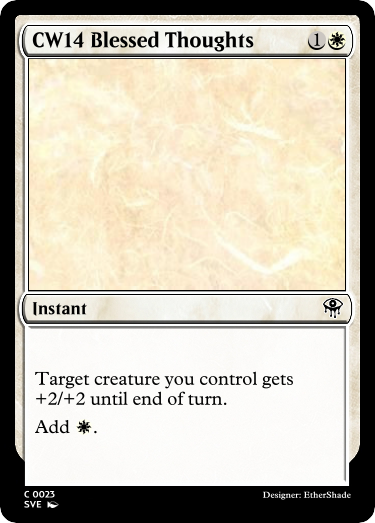 CW14 Blessed Thoughts 1
Instant
Target creature you control gets
+2/+2 until end of turn.
Add .
C 0023
SVE
Designer: EtherShade